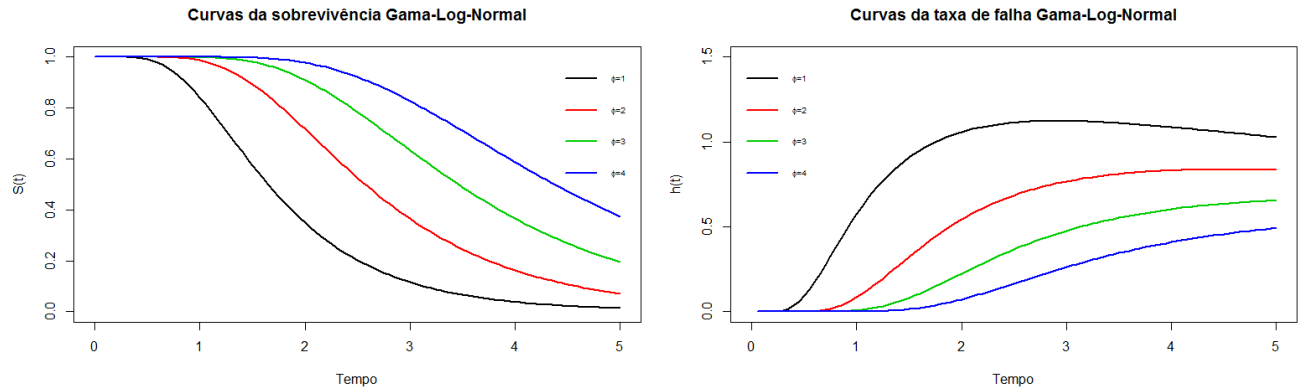 Curvas da sobrevivência Gama-Log-Normal
S(t)
1.0
0.8
0.6
0.4
0.2
0.0
ϕ=1
ϕ=2
ϕ=3
ϕ=4
0 1 2 3 4 5
Tempo
Curvas da taxa de falha Gama-Log-Normal
h(t)
1.5
1.0
0.5
0.0
ϕ=1
ϕ=2
ϕ=3
ϕ=4
0 1 2 3 4 5
Tempo